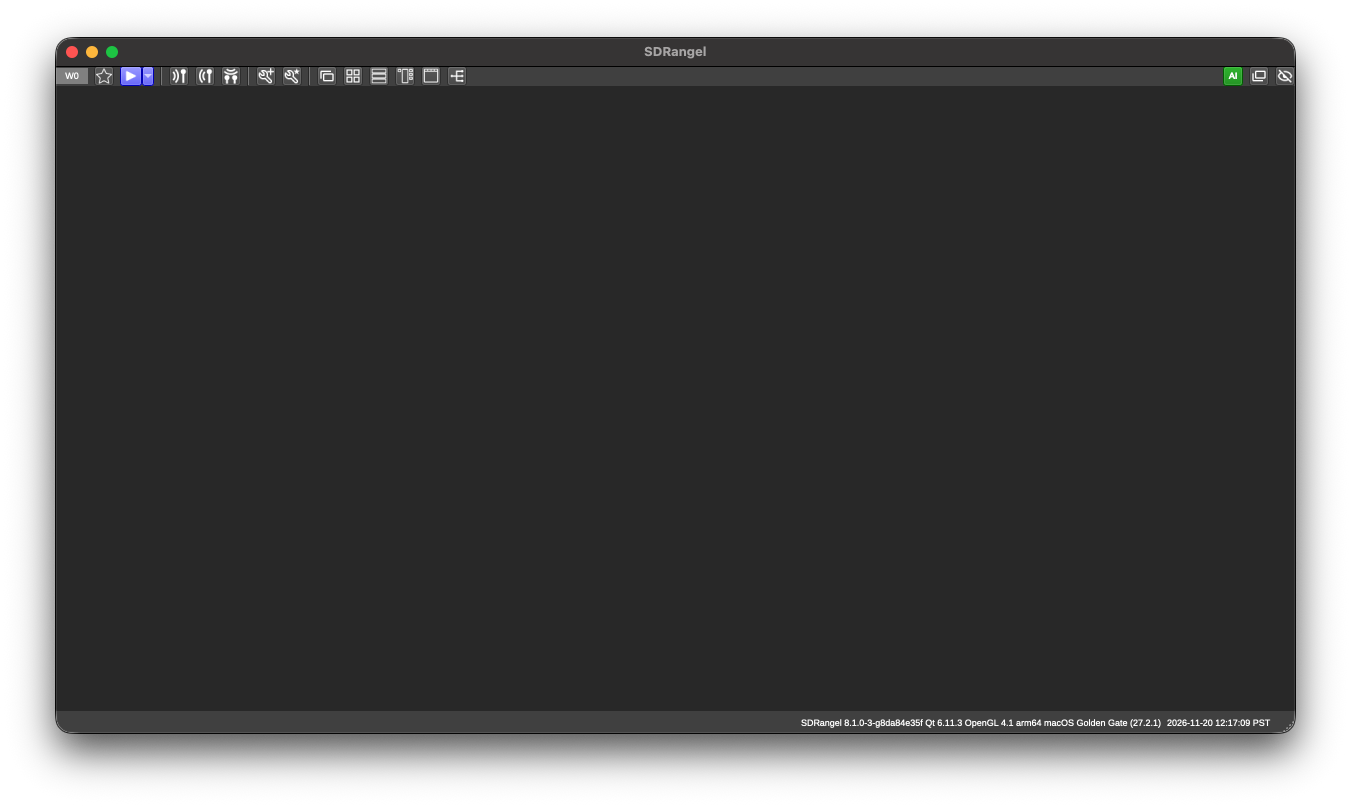 SDRangel
W0
AI
SDRangel 8.1.0-3-g8da84e35f Qt 6.11.3 OpenGL 4.1 arm64 macOS Golden Gate (27.2.1) 2026-11-20 12:17:09 PST